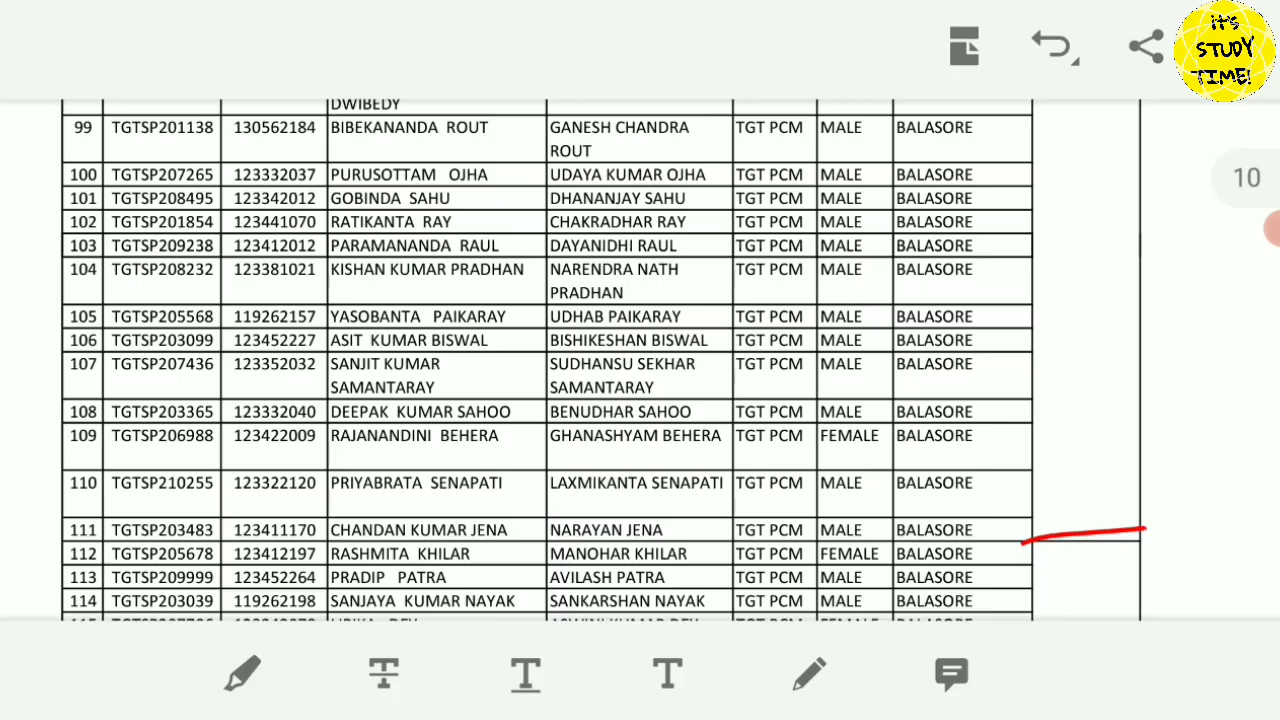 it's
STUDY
TIME!
DWIBEDY
99 TGTSP201138 130562184 BIBEKANANDA ROUT GANESH CHANDRA TGT PCM MALE BALASORE
ROUT
10
100 TGTSP207265 123332037 PURUSOTTAM OJHA UDAYA KUMAR OJHA TGT PCM MALE BALASORE
101 TGTSP208495 123342012 GOBINDA SAHU DHANANJAY SAHU TGT PCM MALE BALASORE
102 TGTSP201854 123441070 RATIKANTA RAY CHAKRADHAR RAY TGT PCM MALE BALASORE
103 TGTSP209238 123412012 PARAMANANDA RAUL DAYANIDHI RAUL TGT PCM MALE BALASORE
104 TGTSP208232 123381021 KISHAN KUMAR PRADHAN NARENDRA NATH TGT PCM MALE BALASORE
PRADHAN
105 TGTSP205568 119262157 YASOBANTA PAIKARAY UDHAB PAIKARAY TGT PCM MALE BALASORE
106 TGTSP203099 123452227 ASIT KUMAR BISWAL BISHIKESHAN BISWAL TGT PCM MALE BALASORE
107 TGTSP207436 123352032 SANJIT KUMAR SUDHANSU SEKHAR TGT PCM MALE BALASORE
SAMANTARAY SAMANTARAY
108 TGTSP203365 123332040 DEEPAK KUMAR SAHOO BENUDHAR SAHOO TGT PCM MALE BALASORE
109 TGTSP206988 123422009 RAJANANDINI BEHERA GHANASHYAM BEHERA TGT PCM FEMALE BALASORE
110 TGTSP210255 123322120 PRIYABRATA SENAPATI LAXMIKANTA SENAPATI TGT PCM MALE BALASORE
111 TGTSP203483 123411170 CHANDAN KUMAR JENA NARAYAN JENA TGT PCM MALE BALASORE
112 TGTSP205678 123412197 RASHMITA KHILAR MANOHAR KHILAR TGT PCM FEMALE BALASORE
113 TGTSP209999 123452264 PRADIP PATRA AVILASH PATRA TGT PCM MALE BALASORE
114 TGTSP203039 119262198 SANJAYA KUMAR NAYAK SANKARSHAN NAYAK TGT PCM MALE BALASORE